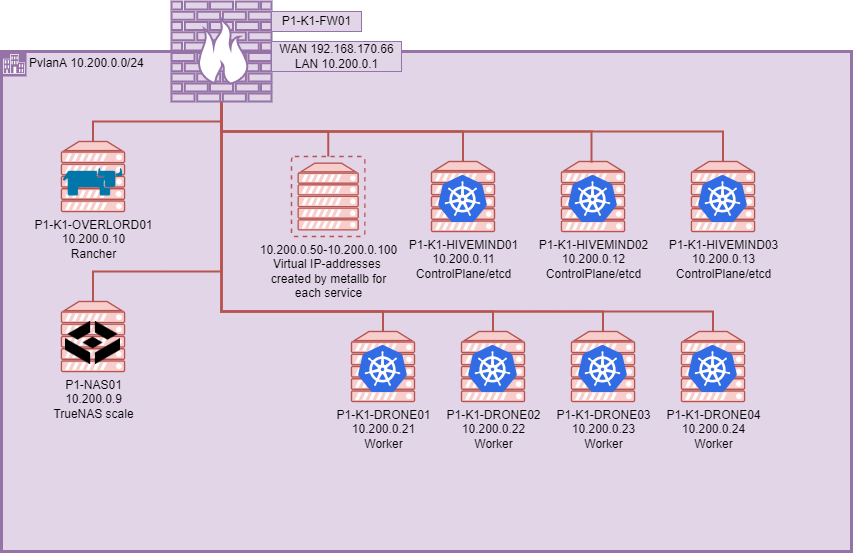 P1-K1-FW01
WAN 192.168.170.66
LAN 10.200.0.1
PvlanA 10.200.0.0/24
P1-K1-OVERLORD01
10.200.0.10
Rancher
10.200.0.50-10.200.0.100
Virtual IP-addresses
created by metallb for
each service
P1-K1-HIVEMIND01
10.200.0.11
ControlPlane/etcd
P1-K1-HIVEMIND02
10.200.0.12
ControlPlane/etcd
P1-K1-HIVEMIND03
10.200.0.13
ControlPlane/etcd
P1-NAS01
10.200.0.9
TrueNAS scale
P1-K1-DRONE01
10.200.0.21
Worker
P1-K1-DRONE02
10.200.0.22
Worker
P1-K1-DRONE03
10.200.0.23
Worker
P1-K1-DRONE04
10.200.0.24
Worker